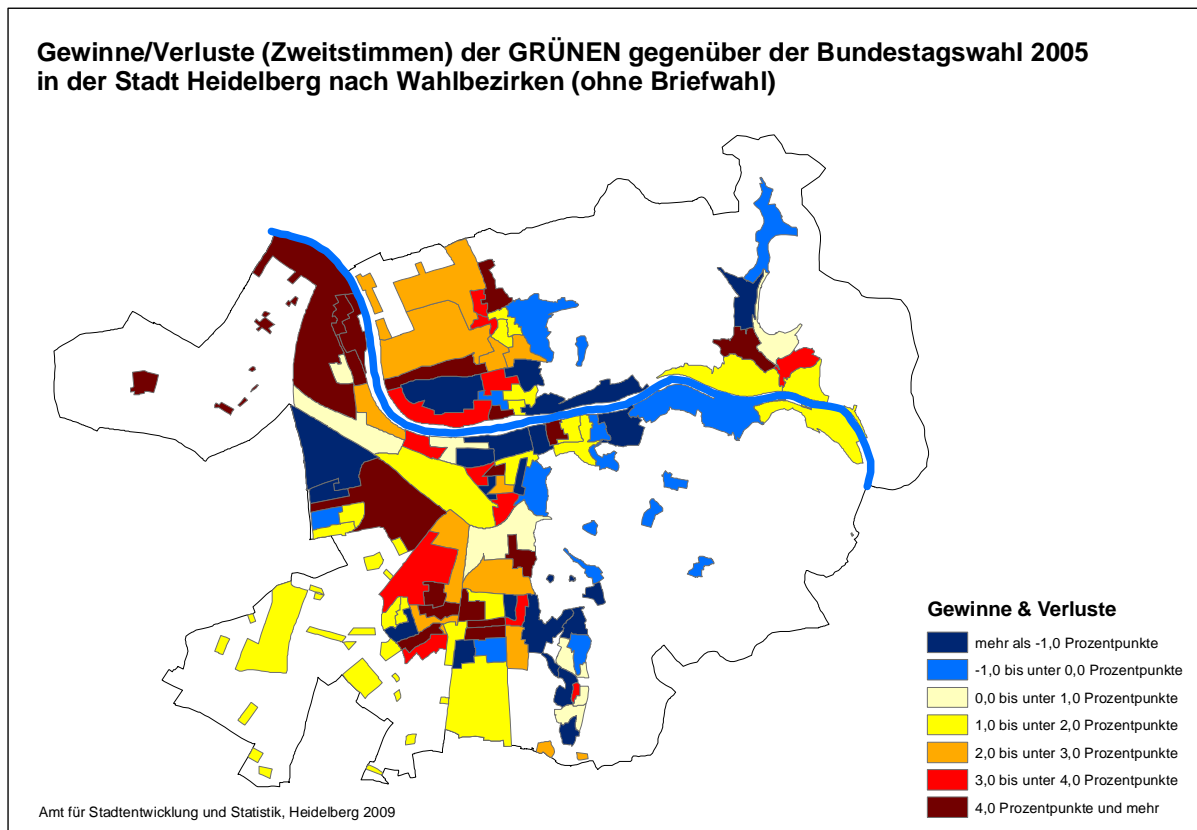 Gewinne/Verluste (Zweitstimmen) der GRÜNEN gegenüber der Bundestagswahl 2005
in der Stadt Heidelberg nach Wahlbezirken (ohne Briefwahl)
Gewinne & Verluste
mehr als -1,0 Prozentpunkte
-1,0 bis unter 0,0 Prozentpunkte
0,0 bis unter 1,0 Prozentpunkte
1,0 bis unter 2,0 Prozentpunkte
2,0 bis unter 3,0 Prozentpunkte
3,0 bis unter 4,0 Prozentpunkte
4,0 Prozentpunkte und mehr
Amt für Stadtentwicklung und Statistik, Heidelberg 2009